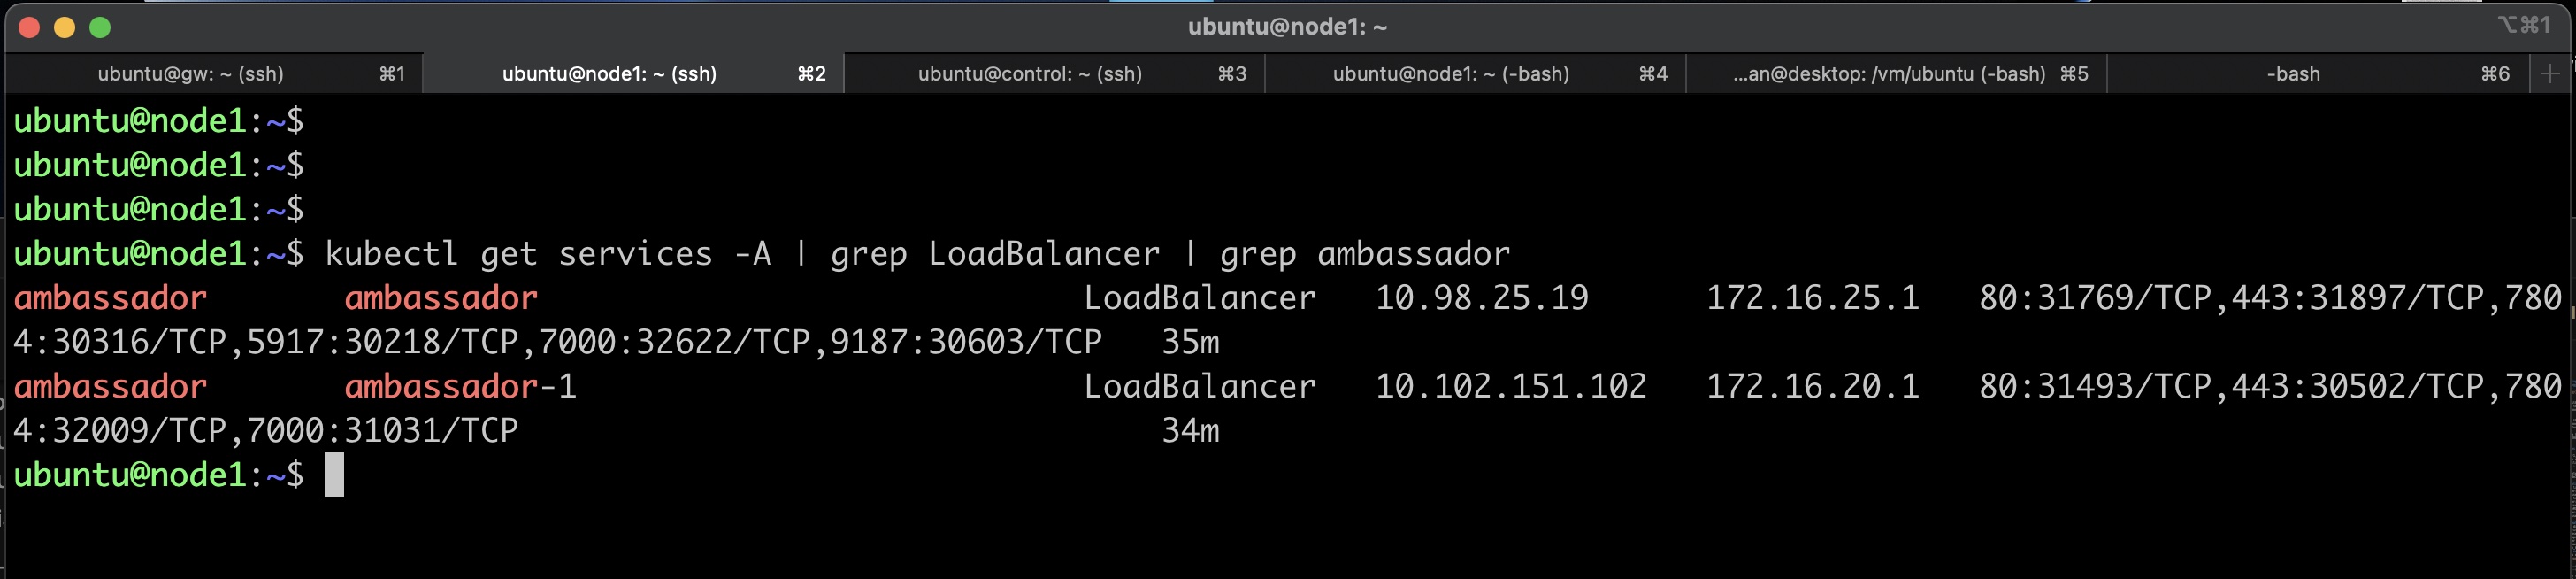 ubuntu@node1: ~
⌥⌘1
ubuntu@gw: ~ (ssh) ⌘1 ubuntu@node1: ~ (ssh) ⌘2 ubuntu@control: ~ (ssh) ⌘3 ubuntu@node1: ~ (-bash) ⌘4 ...an@desktop: /vm/ubuntu (-bash) ⌘5 -bash ⌘6 +
ubuntu@node1:~$
ubuntu@node1:~$
ubuntu@node1:~$
ubuntu@node1:~$ kubectl get services -A | grep LoadBalancer | grep ambassador
ambassador       ambassador                            LoadBalancer   10.98.25.19      172.16.25.1   80:31769/TCP,443:31897/TCP,780
4:30316/TCP,5917:30218/TCP,7000:32622/TCP,9187:30603/TCP   35m
ambassador       ambassador-1                          LoadBalancer   10.102.151.102   172.16.20.1   80:31493/TCP,443:30502/TCP,780
4:32009/TCP,7000:31031/TCP                                 34m
ubuntu@node1:~$